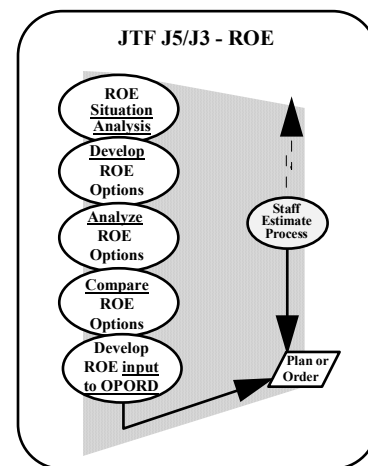 JTF J5/J3 - ROE
ROE
Situation
Analysis
Develop
ROE
Options
Analyze
ROE
Options
Compare
ROE
Options
Develop
ROE input
to OPORD
Staff
Estimate
Process
Plan or
Order